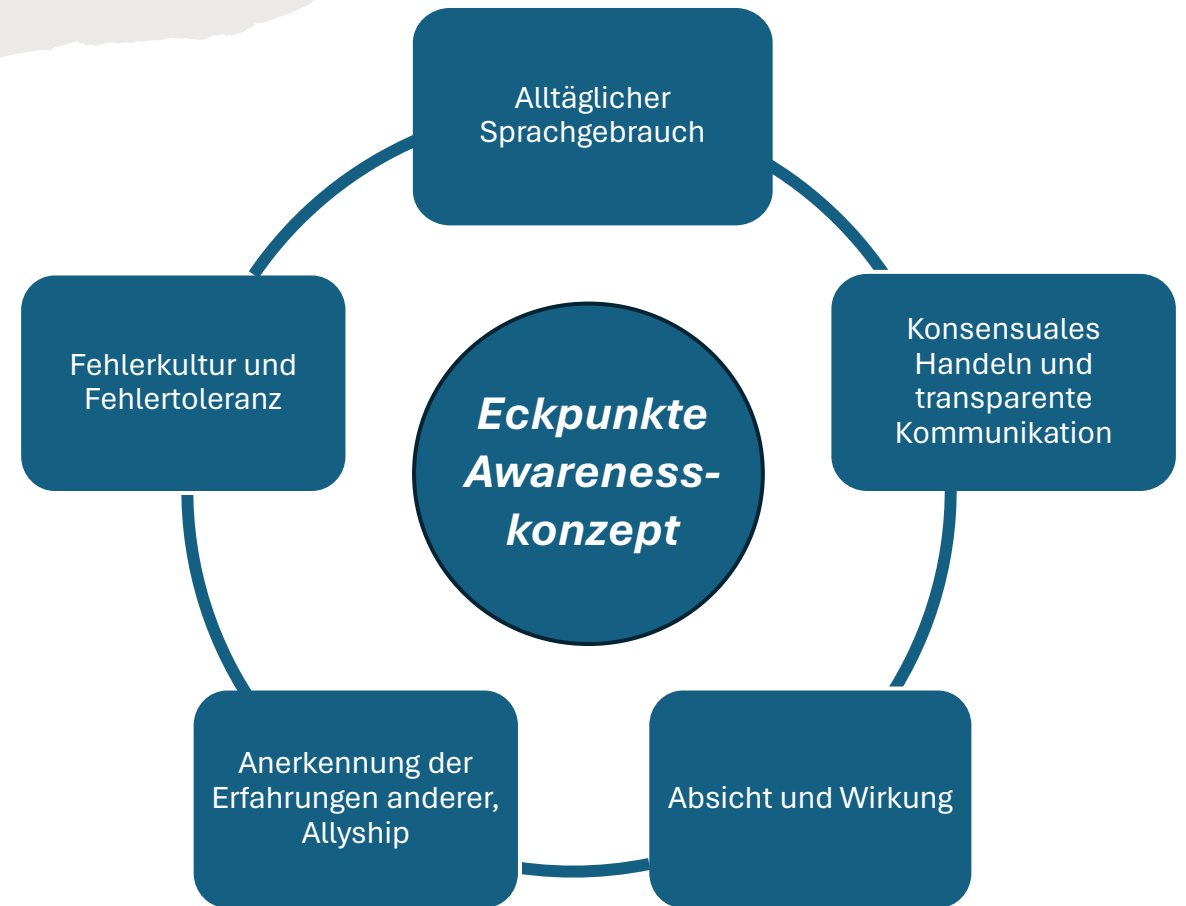 Alltäglicher
Sprachgebrauch
Konsensuales
Handeln und
transparente
Kommunikation
Fehlerkultur und
Fehlertoleranz
Eckpunkte
Awareness-
konzept
Anerkennung der
Erfahrungen anderer,
Allyship
Absicht und Wirkung